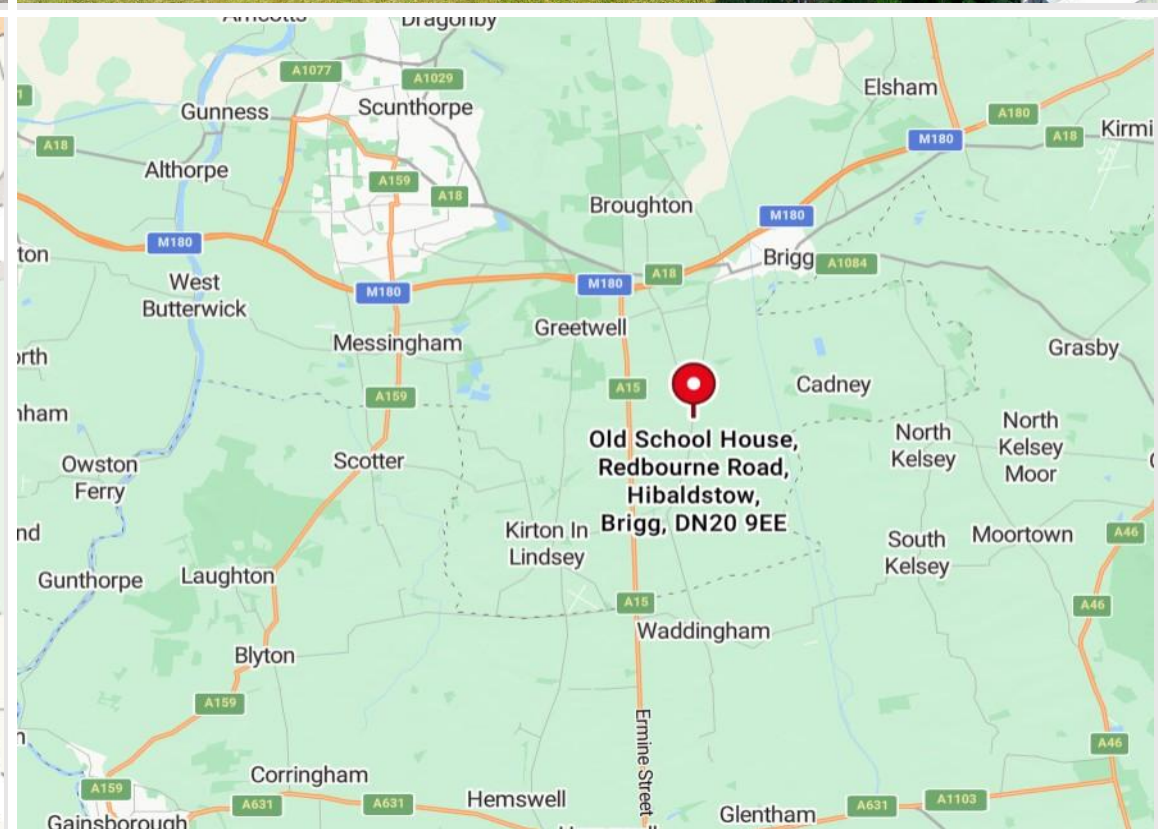 Dragonby
A1077
A1029
Elsham
Scunthorpe
Gunness
A180
M180
A18
A18
Althorpe
A159
A18
Broughton
M180
M180
Brigg
A1084
West
Butterwick
A18
M180
M180
Greetwell
Messingham
Grasby
A15
Cadney
A159
North
Kelsey
North
Kelsey
Moor
Old School House,
Redbourne Road,
Hibaldstow,
Brigg, DN20 9EE
Owston
Ferry
Scotter
Kirton In
Lindsey
South
Kelsey
Moortown
A46
Gunthorpe
Laughton
A15
A46
Waddingham
Blyton
A159
Ermine Street
A46
Corringham
A159
A631
A631
Hemswell
Glentham
A631
A1103
Gainsborough